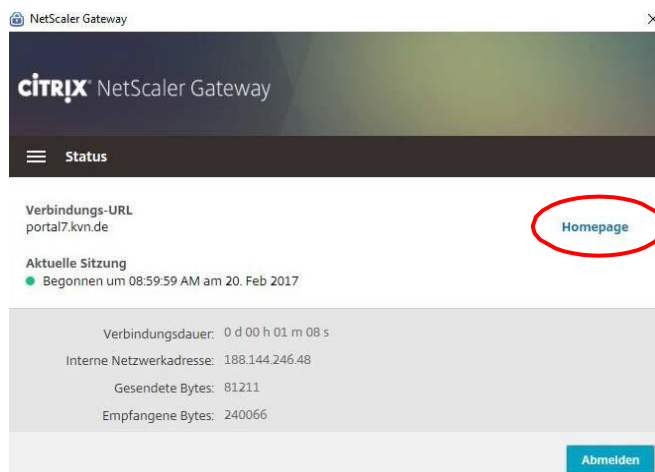 NetScaler Gateway
CİTRIX® NetScaler Gateway
Status
Verbindungs-URL
portal7.kvn.de
Homepage
Aktuelle Sitzung
Begonnen um 08:59:59 AM am 20. Feb 2017
Verbindungsdauer: 0 d 00 h 01 m 08 s
Interne Netzwerkadresse: 188.144.246.48
Gesendete Bytes: 81211
Empfangene Bytes: 240066
Abmelden